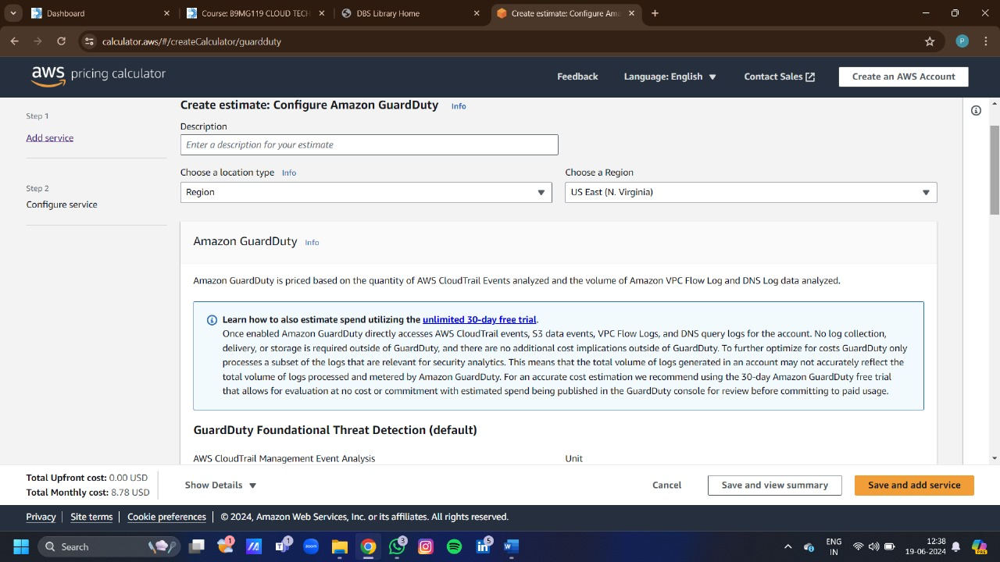 Dashboard
Course: B9MG119 CLOUD TECH
DBS Library Home
Create estimate: Configure Ama
calculator.aws/#/createCalculator/guardduty
P
aws pricing calculator
Feedback
Language: English
Contact Sales
Create an AWS Account
Step 1
Add service
Step 2
Configure service
Create estimate: Configure Amazon GuardDuty Info
Description
Enter a description for your estimate
Choose a location type Info
Choose a Region
Region
US East (N. Virginia)
Amazon GuardDuty Info
Amazon GuardDuty is priced based on the quantity of AWS CloudTrail Events analyzed and the volume of Amazon VPC Flow Log and DNS Log data analyzed.
Learn how to also estimate spend utilizing the unlimited 30-day free trial.
Once enabled Amazon GuardDuty directly accesses AWS CloudTrail events, S3 data events, VPC Flow Logs, and DNS query logs for the account. No log collection,
delivery, or storage is required outside of GuardDuty, and there are no additional cost implications outside of GuardDuty. To further optimize for costs GuardDuty only
processes a subset of the logs that are relevant for security analytics. This means that the total volume of logs generated in an account may not accurately reflect the
total volume of logs processed and metered by Amazon GuardDuty. For an accurate cost estimation we recommend using the 30-day Amazon GuardDuty free trial
that allows for evaluation at no cost or commitment with estimated spend being published in the GuardDuty console for review before committing to paid usage.
GuardDuty Foundational Threat Detection (default)
AWS CloudTrail Management Event Analysis
Unit
Total Upfront cost: 0.00 USD
Total Monthly cost: 8.78 USD
Show Details
Cancel
Save and view summary
Save and add service
Privacy
Site terms
Cookie preferences
© 2024, Amazon Web Services, Inc. or its affiliates. All rights reserved.
Search
1
1
zoom
3
5
ENG
IN
12:38
19-06-2024
PRE